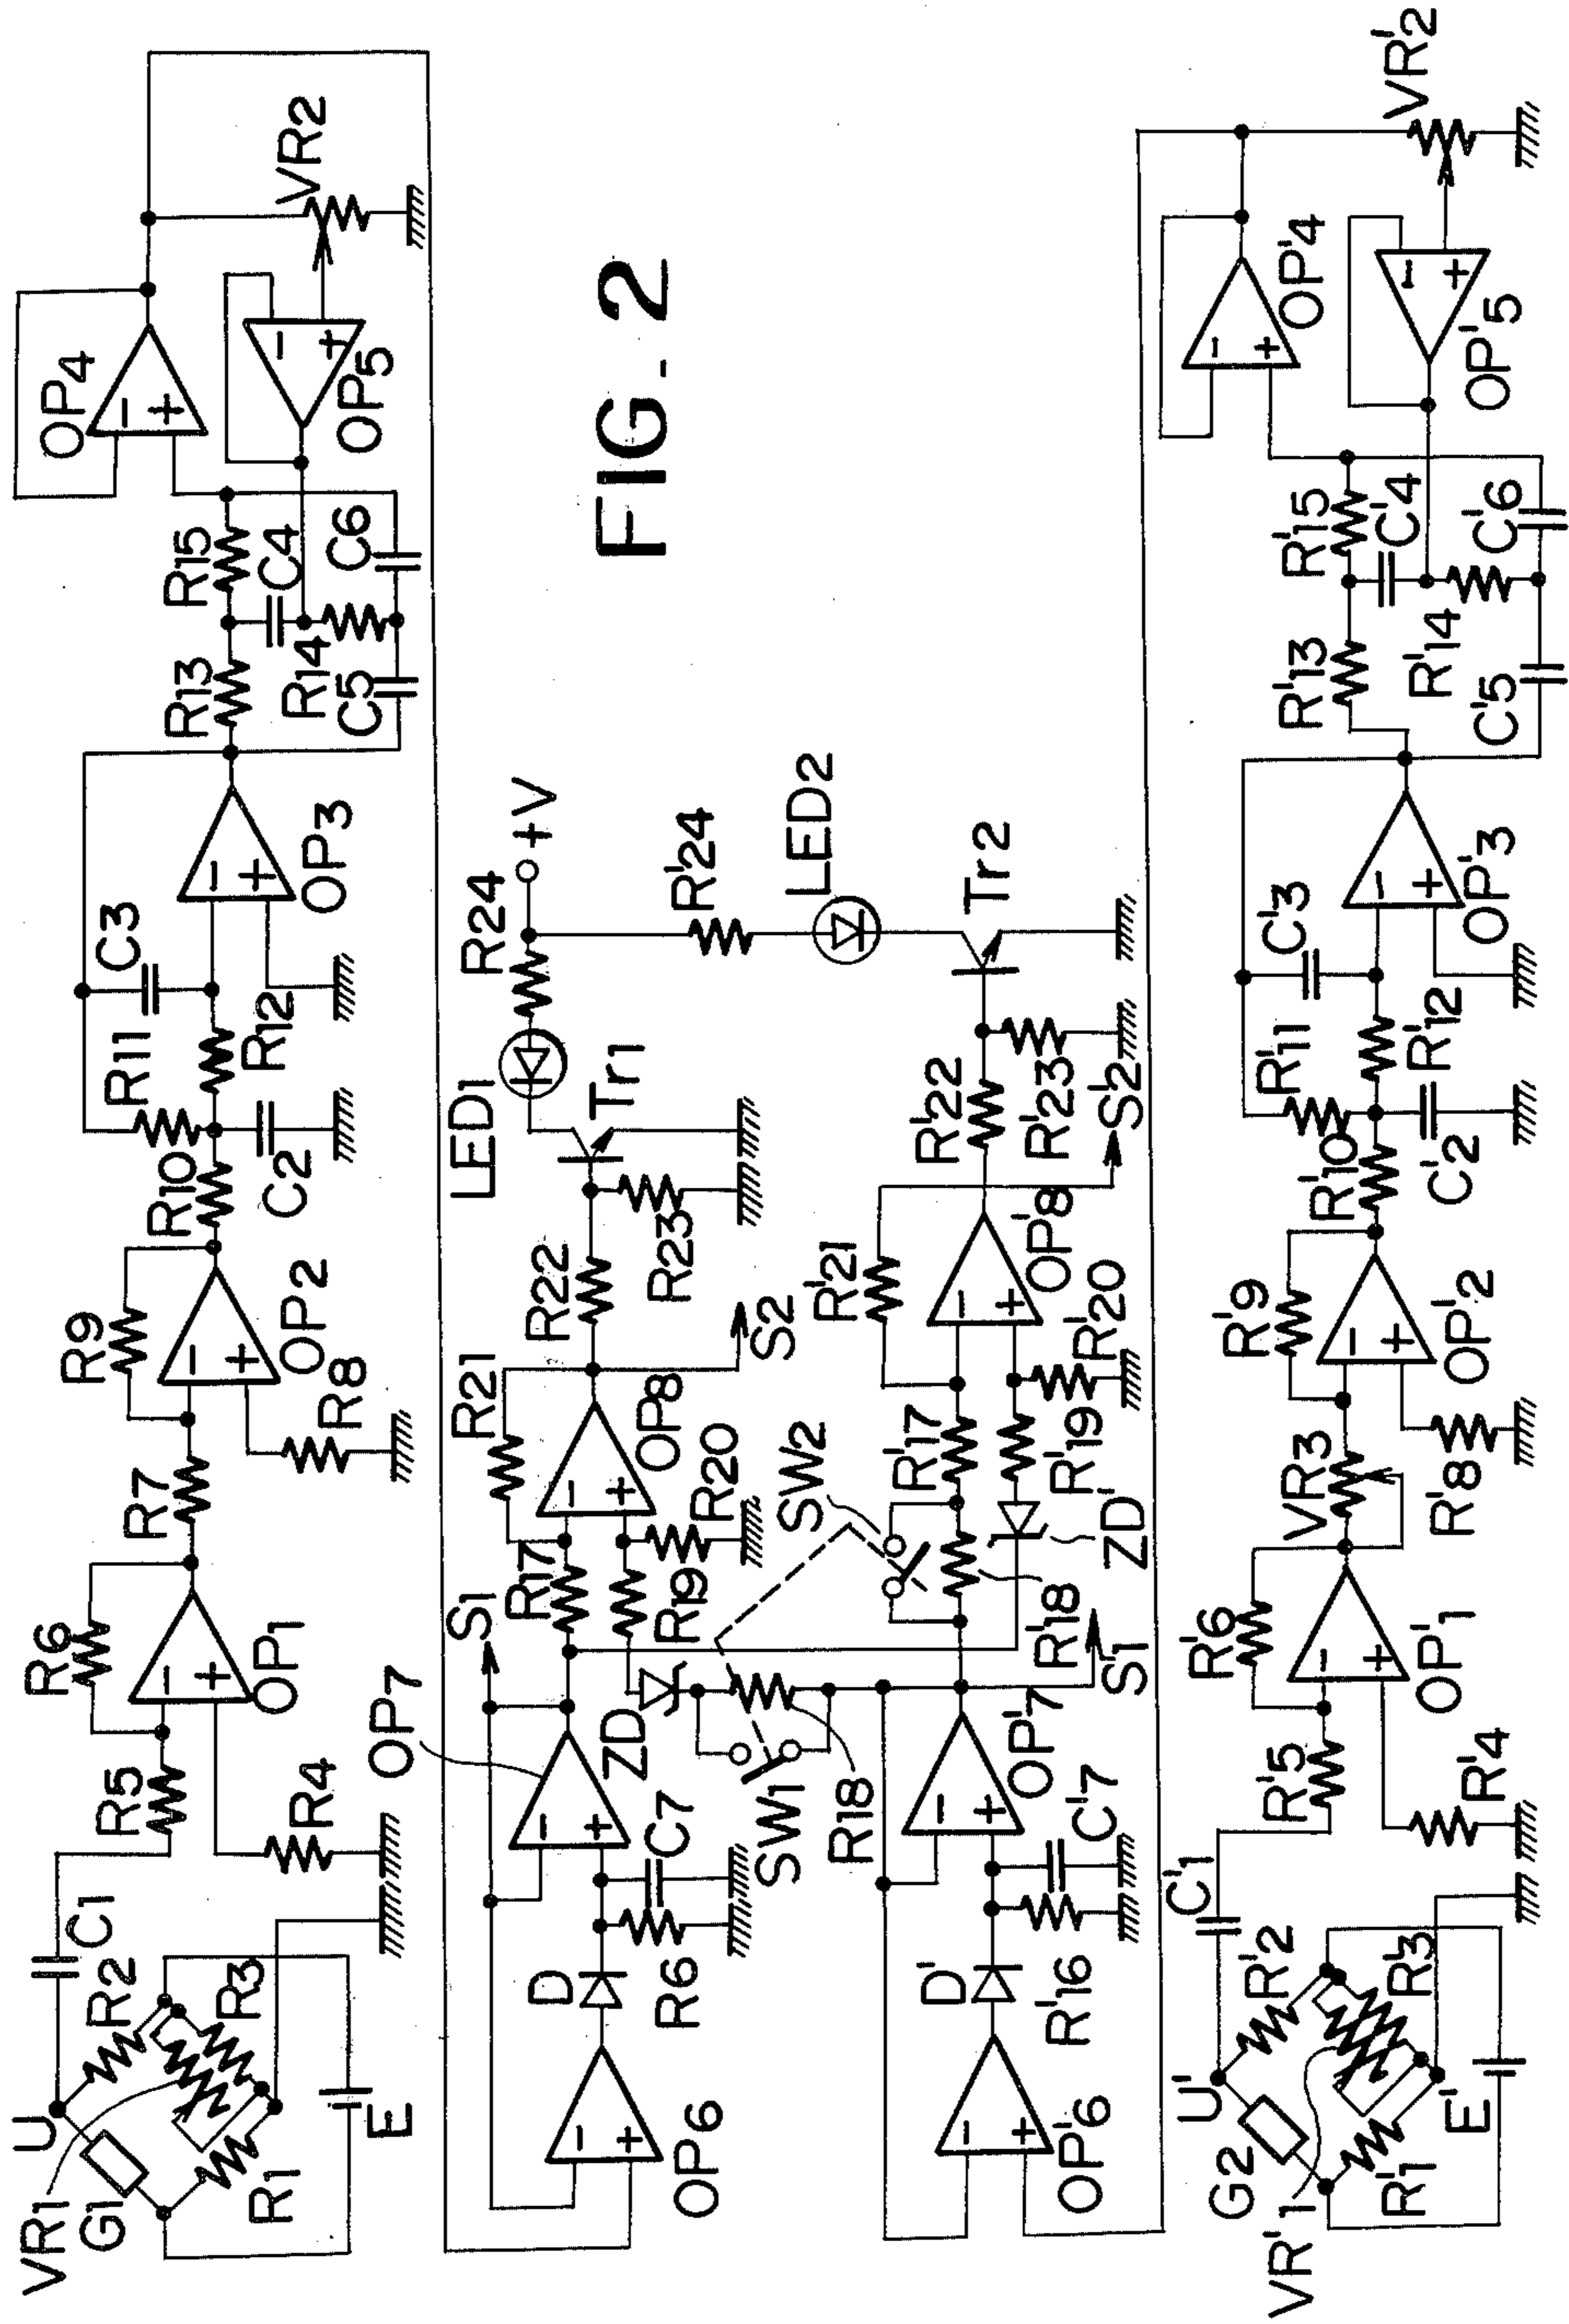 FIG. 2
U
VR1
G1
R1
R2
R3
E
C1
R4
R5
R6
OP1
R7
R8
R9
OP2
R10
R11
C2
R12
C3
OP3
R13
R14
C5
R15
C4
C6
OP4
OP5
VR2
OP6
D
R6
C7
OP7
S1
ZD
SW1
R18
R17
R19
R20
R21
OP8
S2
R22
R23
LED1
Tr1
R24
+V
OP'6
D'
R'16
C'7
OP'7
S'1
R'18
SW2
R'17
ZD'
R'19
R'20
R'21
OP'8
S'2
R'22
R'23
Tr2
LED2
R'24
U'
G2
VR'1
R'1
R'2
R'3
E'
C'1
R'4
R'5
R'6
OP'1
VR3
R'8
R'9
OP'2
R'10
R'11
C'2
R'12
C'3
OP'3
R'13
R'14
C'5
R'15
C'4
C'6
OP'4
OP'5
VR'2